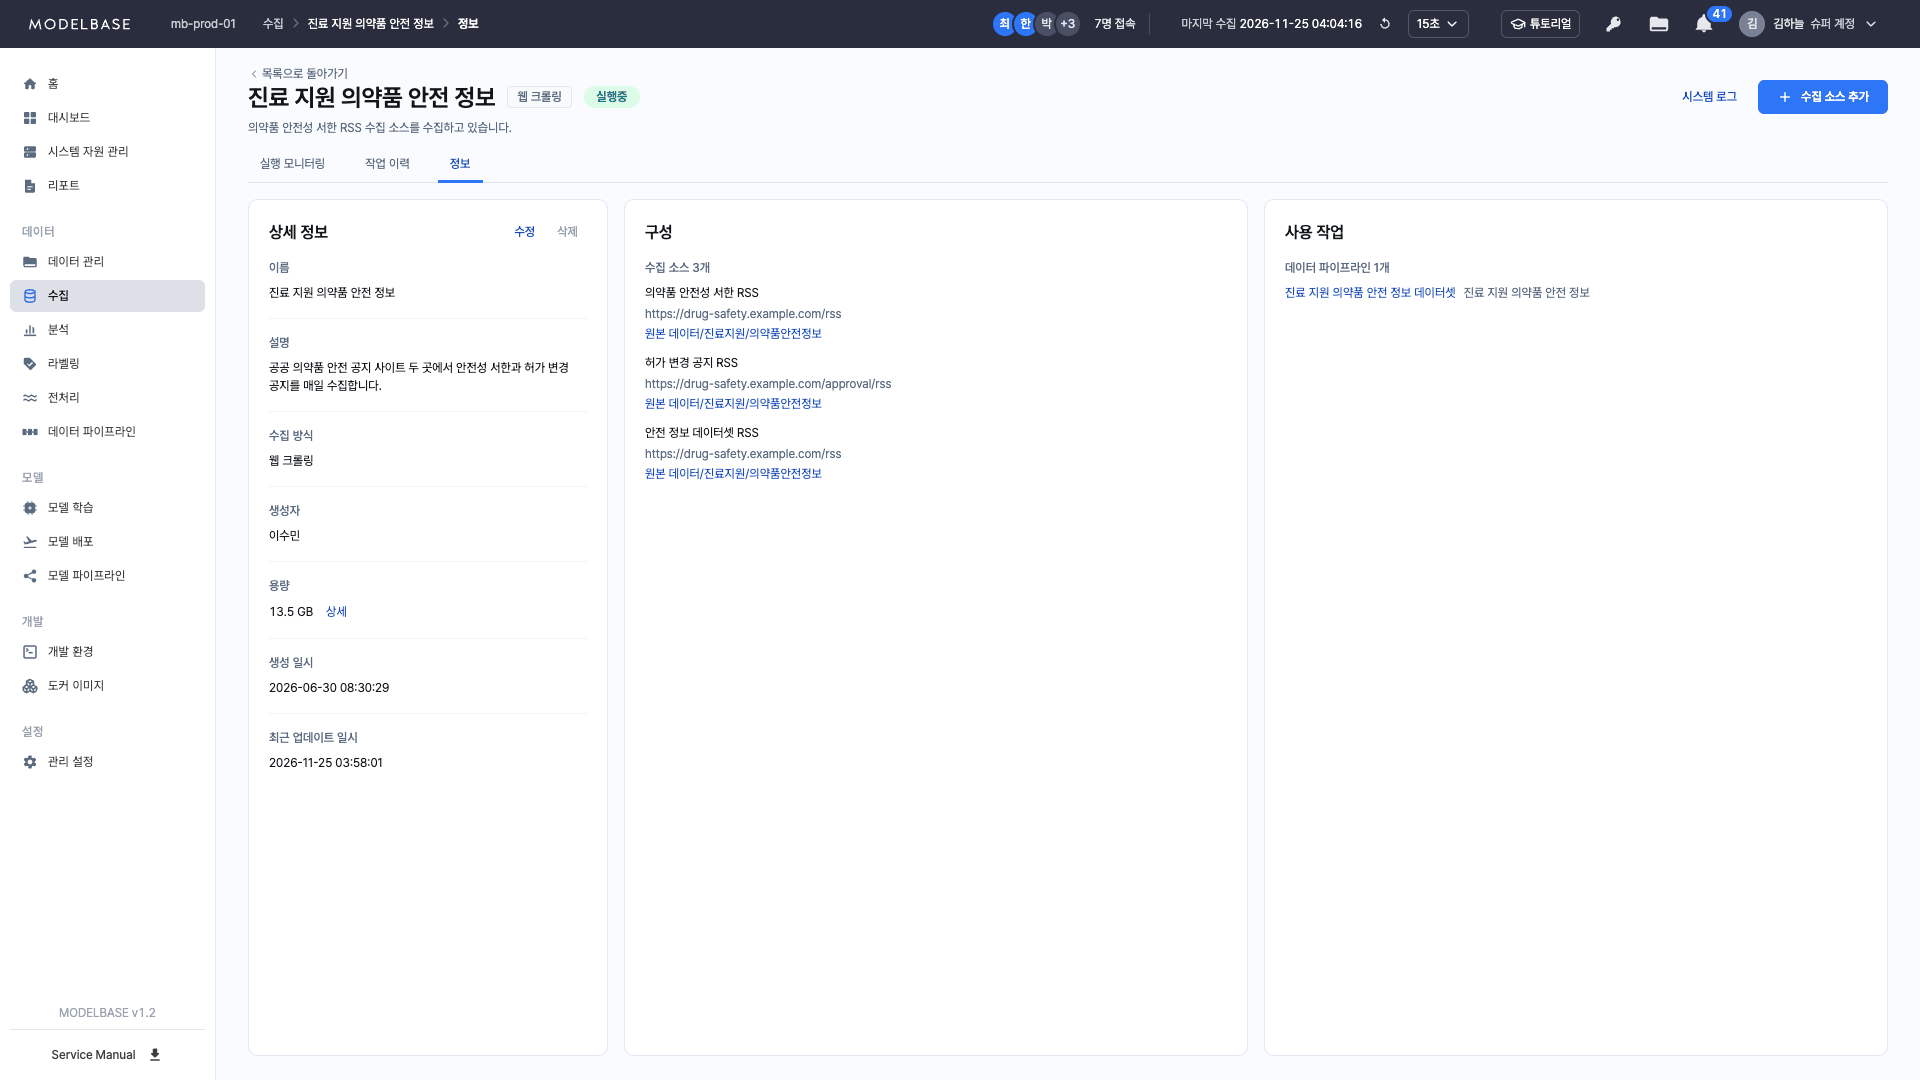 MODELBASE
mb-prod-01
수집 > 진료 지원 의약품 안전 정보 > 정보
최 한 박 +3 7명 접속
마지막 수집 2026-11-25 04:04:16
15초
튜토리얼
41
김 김하늘 슈퍼 계정
홈
대시보드
시스템 자원 관리
리포트
데이터
데이터 관리
수집
분석
라벨링
전처리
데이터 파이프라인
모델
모델 학습
모델 배포
모델 파이프라인
개발
개발 환경
도커 이미지
설정
관리 설정
MODELBASE v1.2
Service Manual
목록으로 돌아가기
진료 지원 의약품 안전 정보 웹 크롤링 실행중
의약품 안전성 서한 RSS 수집 소스를 수집하고 있습니다.
시스템 로그
+ 수집 소스 추가
실행 모니터링 작업 이력 정보
상세 정보 수정 삭제
이름
진료 지원 의약품 안전 정보
설명
공공 의약품 안전 공지 사이트 두 곳에서 안전성 서한과 허가 변경
공지를 매일 수집합니다.
수집 방식
웹 크롤링
생성자
이수민
용량
13.5 GB 상세
생성 일시
2026-06-30 08:30:29
최근 업데이트 일시
2026-11-25 03:58:01
구성
수집 소스 3개
의약품 안전성 서한 RSS
https://drug-safety.example.com/rss
원본 데이터/진료지원/의약품안전정보
허가 변경 공지 RSS
https://drug-safety.example.com/approval/rss
원본 데이터/진료지원/의약품안전정보
안전 정보 데이터셋 RSS
https://drug-safety.example.com/rss
원본 데이터/진료지원/의약품안전정보
사용 작업
데이터 파이프라인 1개
진료 지원 의약품 안전 정보 데이터셋 진료 지원 의약품 안전 정보